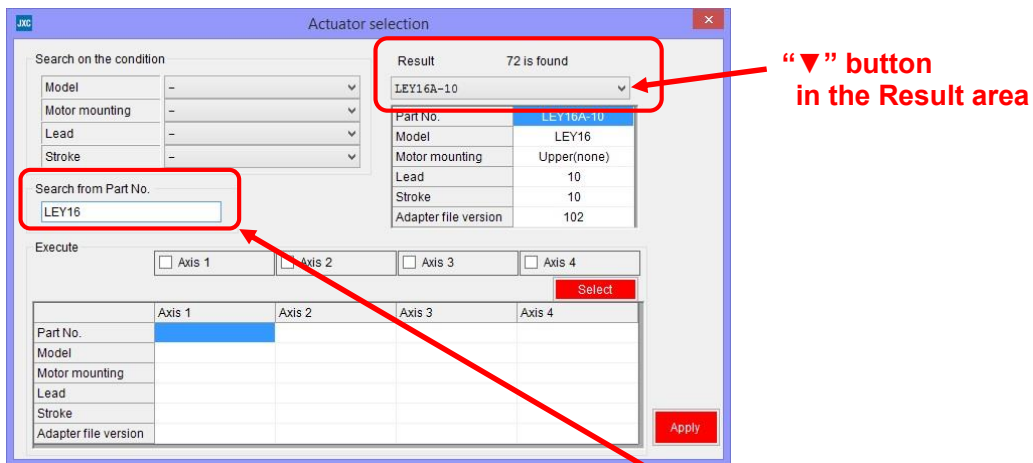 JXC
Actuator selection
×
Search on the condition
Model –
Motor mounting –
Lead –
Stroke –
Search from Part No.
LEY16
Result 72 is found
LEY16A-10
Part No. LEY16A-10
Model LEY16
Motor mounting Upper(none)
Lead 10
Stroke 10
Adapter file version 102
“▼” button
in the Result area
Execute
Axis 1 Axis 2 Axis 3 Axis 4
Select
Axis 1 Axis 2 Axis 3 Axis 4
Part No.
Model
Motor mounting
Lead
Stroke
Adapter file version
Apply